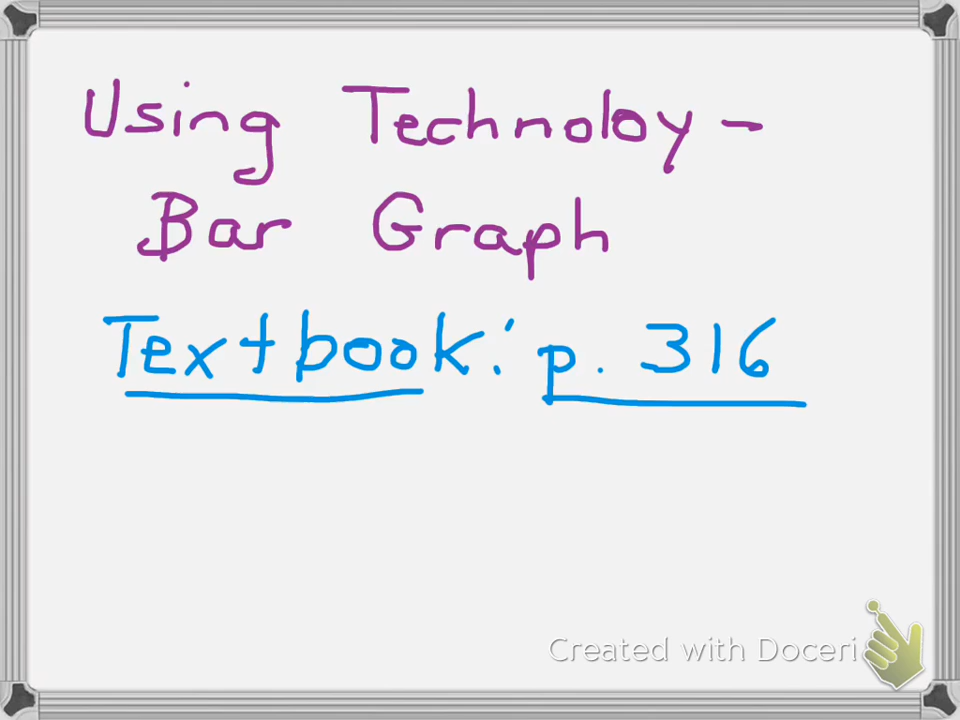 Using Technoloy -
Bar Graph
Textbook: p. 316
Created with Doceri